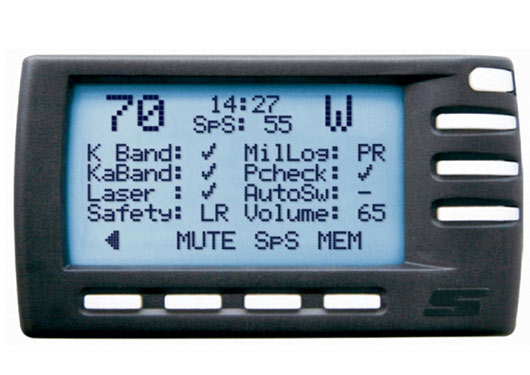 70 14:27 W
SpS: 55
K Band: ✓ MilLog: PR
KaBand: ✓ Pcheck: ✓
Laser : ✓ AutoSw: -
Safety: LR Volume: 65
◀ MUTE SpS MEM
S